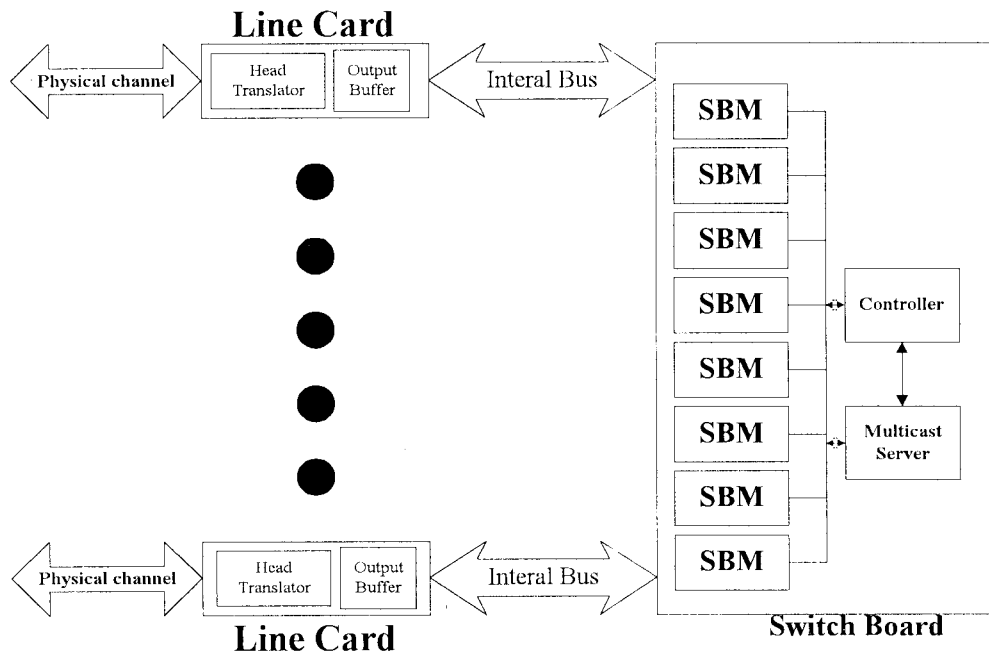 Line Card
Physical channel
Head
Translator
Output
Buffer
Interal Bus
SBM
SBM
SBM
SBM
SBM
SBM
SBM
SBM
Controller
Multicast
Server
Physical channel
Head
Translator
Output
Buffer
Interal Bus
Line Card
Switch Board